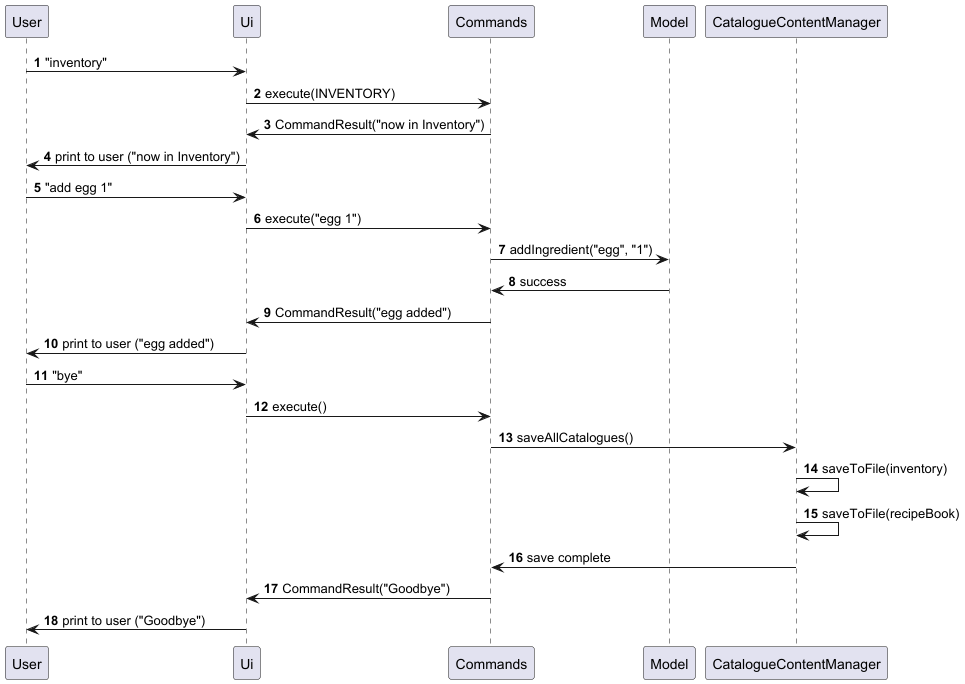 User Ui Commands Model CatalogueContentManager
1 "inventory"
2 execute(INVENTORY)
3 CommandResult("now in Inventory")
4 print to user ("now in Inventory")
5 "add egg 1"
6 execute("egg 1")
7 addIngredient("egg", "1")
8 success
9 CommandResult("egg added")
10 print to user ("egg added")
11 "bye"
12 execute()
13 saveAllCatalogues()
14 saveToFile(inventory)
15 saveToFile(recipeBook)
16 save complete
17 CommandResult("Goodbye")
18 print to user ("Goodbye")
User Ui Commands Model CatalogueContentManager